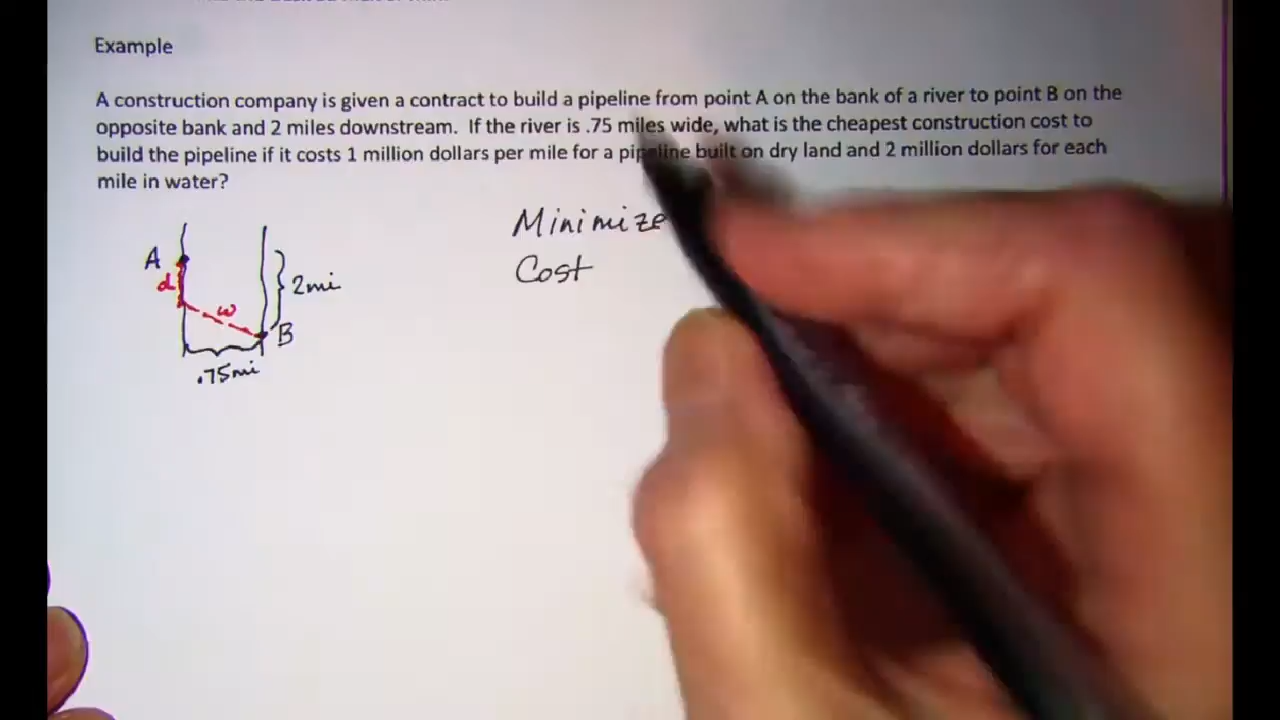 Example
A construction company is given a contract to build a pipeline from point A on the bank of a river to point B on the
opposite bank and 2 miles downstream. If the river is .75 miles wide, what is the cheapest construction cost to
build the pipeline if it costs 1 million dollars per mile for a pipeline built on dry land and 2 million dollars for each
mile in water?
Minimize
Cost
A
d
2mi
w
B
.75mi